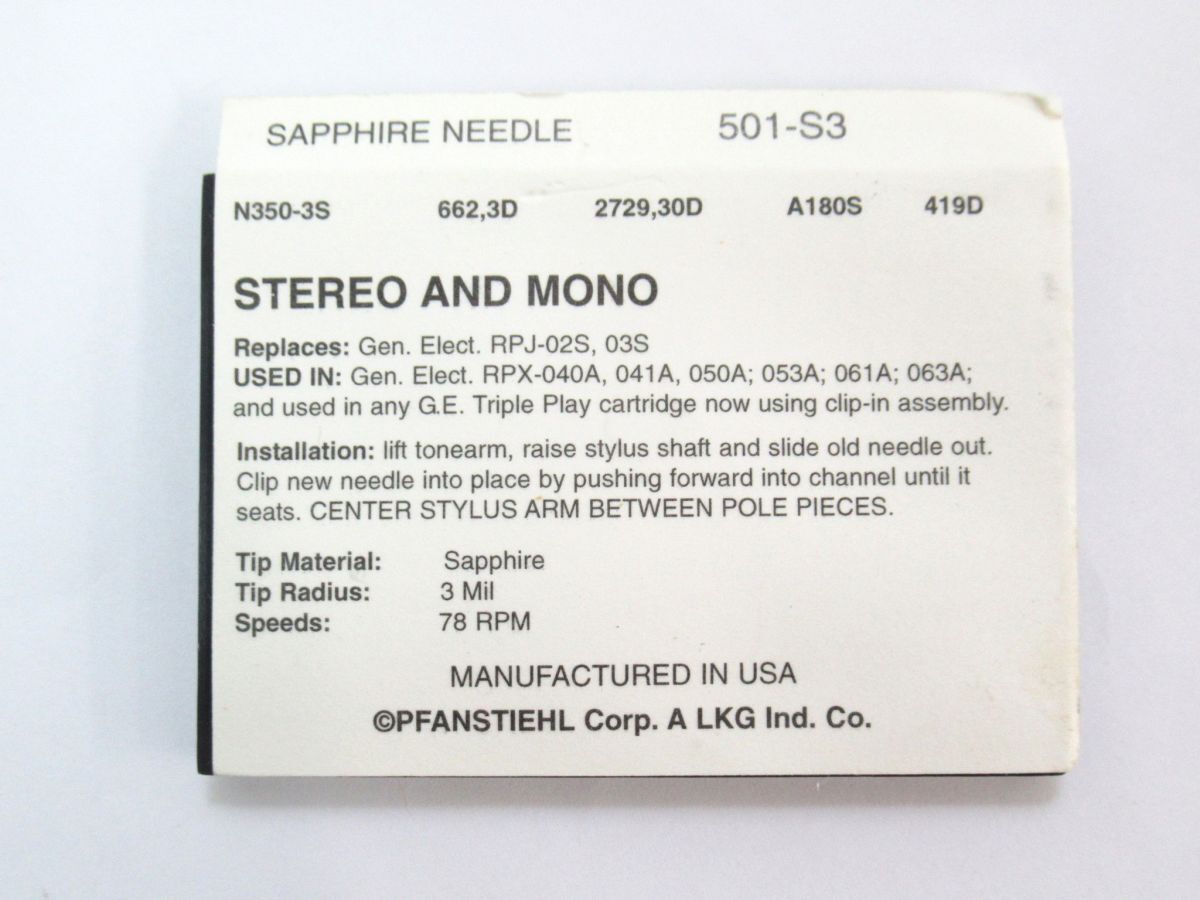 SAPPHIRE NEEDLE 501-S3
N350-3S 662,3D 2729,30D A180S 419D
STEREO AND MONO
Replaces: Gen. Elect. RPJ-02S, 03S
USED IN: Gen. Elect. RPX-040A, 041A, 050A; 053A; 061A; 063A;
and used in any G.E. Triple Play cartridge now using clip-in assembly.
Installation: lift tonearm, raise stylus shaft and slide old needle out.
Clip new needle into place by pushing forward into channel until it
seats. CENTER STYLUS ARM BETWEEN POLE PIECES.
Tip Material: Sapphire
Tip Radius: 3 Mil
Speeds: 78 RPM
MANUFACTURED IN USA
©PFANSTIEHL Corp. A LKG Ind. Co.